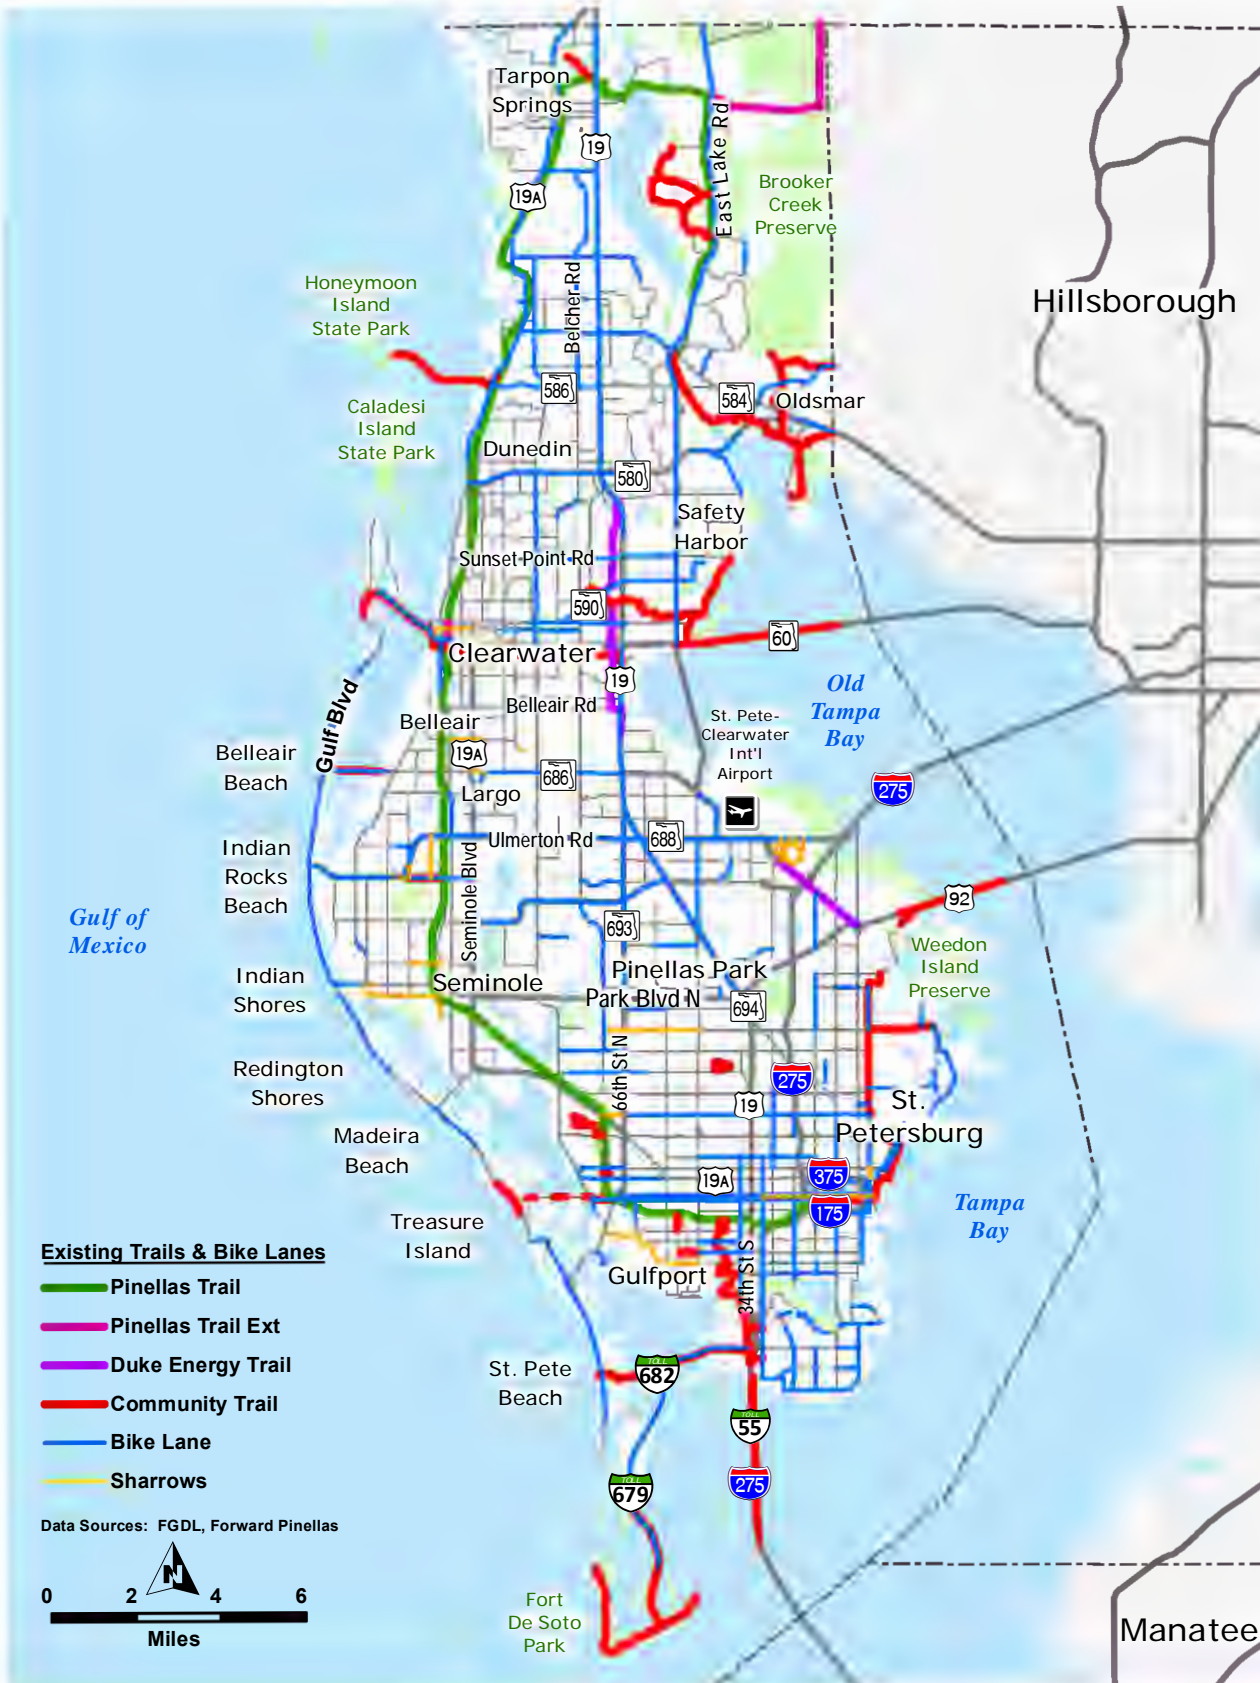 Tarpon
Springs
19
19A
East Lake Rd
Brooker
Creek
Preserve
Belcher Rd
Honeymoon
Island
State Park
Hillsborough
586
584
Oldsmar
Caladesi
Island
State Park
Dunedin
580
Safety
Harbor
Sunset Point Rd
590
60
Clearwater
19
Old
Tampa
Bay
Gulf Blvd
Belleair Rd
Belleair
St. Pete-
Clearwater
Int'l
Airport
19A
Belleair
Beach
686
275
Largo
Ulmerton Rd
688
Indian
Rocks
Beach
Seminole Blvd
92
Gulf of
Mexico
693
Weedon
Island
Preserve
Indian
Shores
Seminole
Pinellas Park
Park Blvd N
694
Redington
Shores
66th St N
275
19
St.
Petersburg
Madeira
Beach
19A
375
175
Tampa
Bay
Treasure
Island
Gulfport
34th St S
Existing Trails & Bike Lanes
Pinellas Trail
Pinellas Trail Ext
Duke Energy Trail
Community Trail
Bike Lane
Sharrows
St. Pete
Beach
TOLL
682
TOLL
55
275
TOLL
679
Data Sources: FGDL, Forward Pinellas
N
0 2 4 6
Miles
Fort
De Soto
Park
Manatee